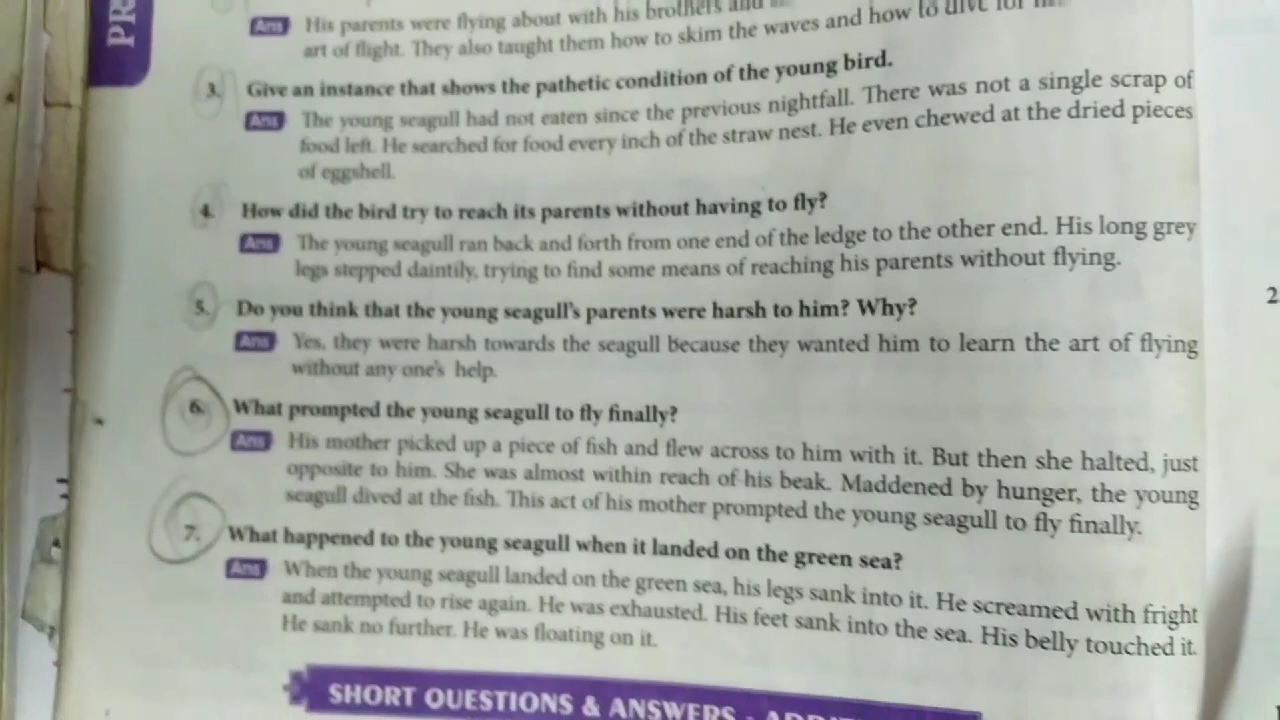 PR
Ans His parents were flying about with his brothers and
art of flight. They also taught them how to skim the waves and how to dive for
3. Give an instance that shows the pathetic condition of the young bird.
Ans The young seagull had not eaten since the previous nightfall. There was not a single scrap of
food left. He searched for food every inch of the straw nest. He even chewed at the dried pieces
of eggshell.
4. How did the bird try to reach its parents without having to fly?
Ans The young seagull ran back and forth from one end of the ledge to the other end. His long grey
legs stepped daintily, trying to find some means of reaching his parents without flying.
5. Do you think that the young seagull's parents were harsh to him? Why?
Ans Yes, they were harsh towards the seagull because they wanted him to learn the art of flying
without any one's help.
6. What prompted the young seagull to fly finally?
Ans His mother picked up a piece of fish and flew across to him with it. But then she halted, just
opposite to him. She was almost within reach of his beak. Maddened by hunger, the young
seagull dived at the fish. This act of his mother prompted the young seagull to fly finally.
7. What happened to the young seagull when it landed on the green sea?
Ans When the young seagull landed on the green sea, his legs sank into it. He screamed with fright
and attempted to rise again. He was exhausted. His feet sank into the sea. His belly touched it.
He sank no further. He was floating on it.
SHORT QUESTIONS & ANSWERS -
2